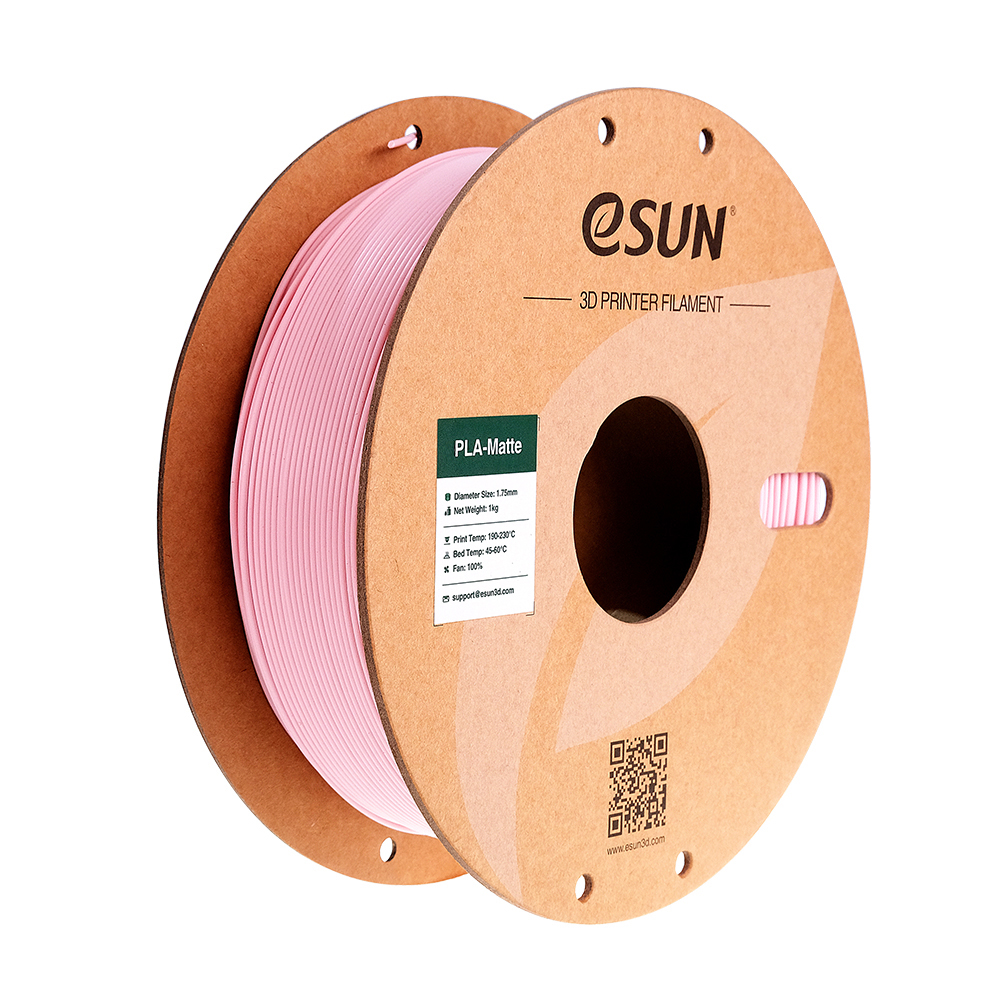 eSUN®
3D PRINTER FILAMENT
PLA-Matte
Diameter Size: 1.75mm
Net Weight: 1kg
Print Temp: 190-230°C
Bed Temp: 45-60°C
Fan: 100%
support@esun3d.com
www.esun3d.com